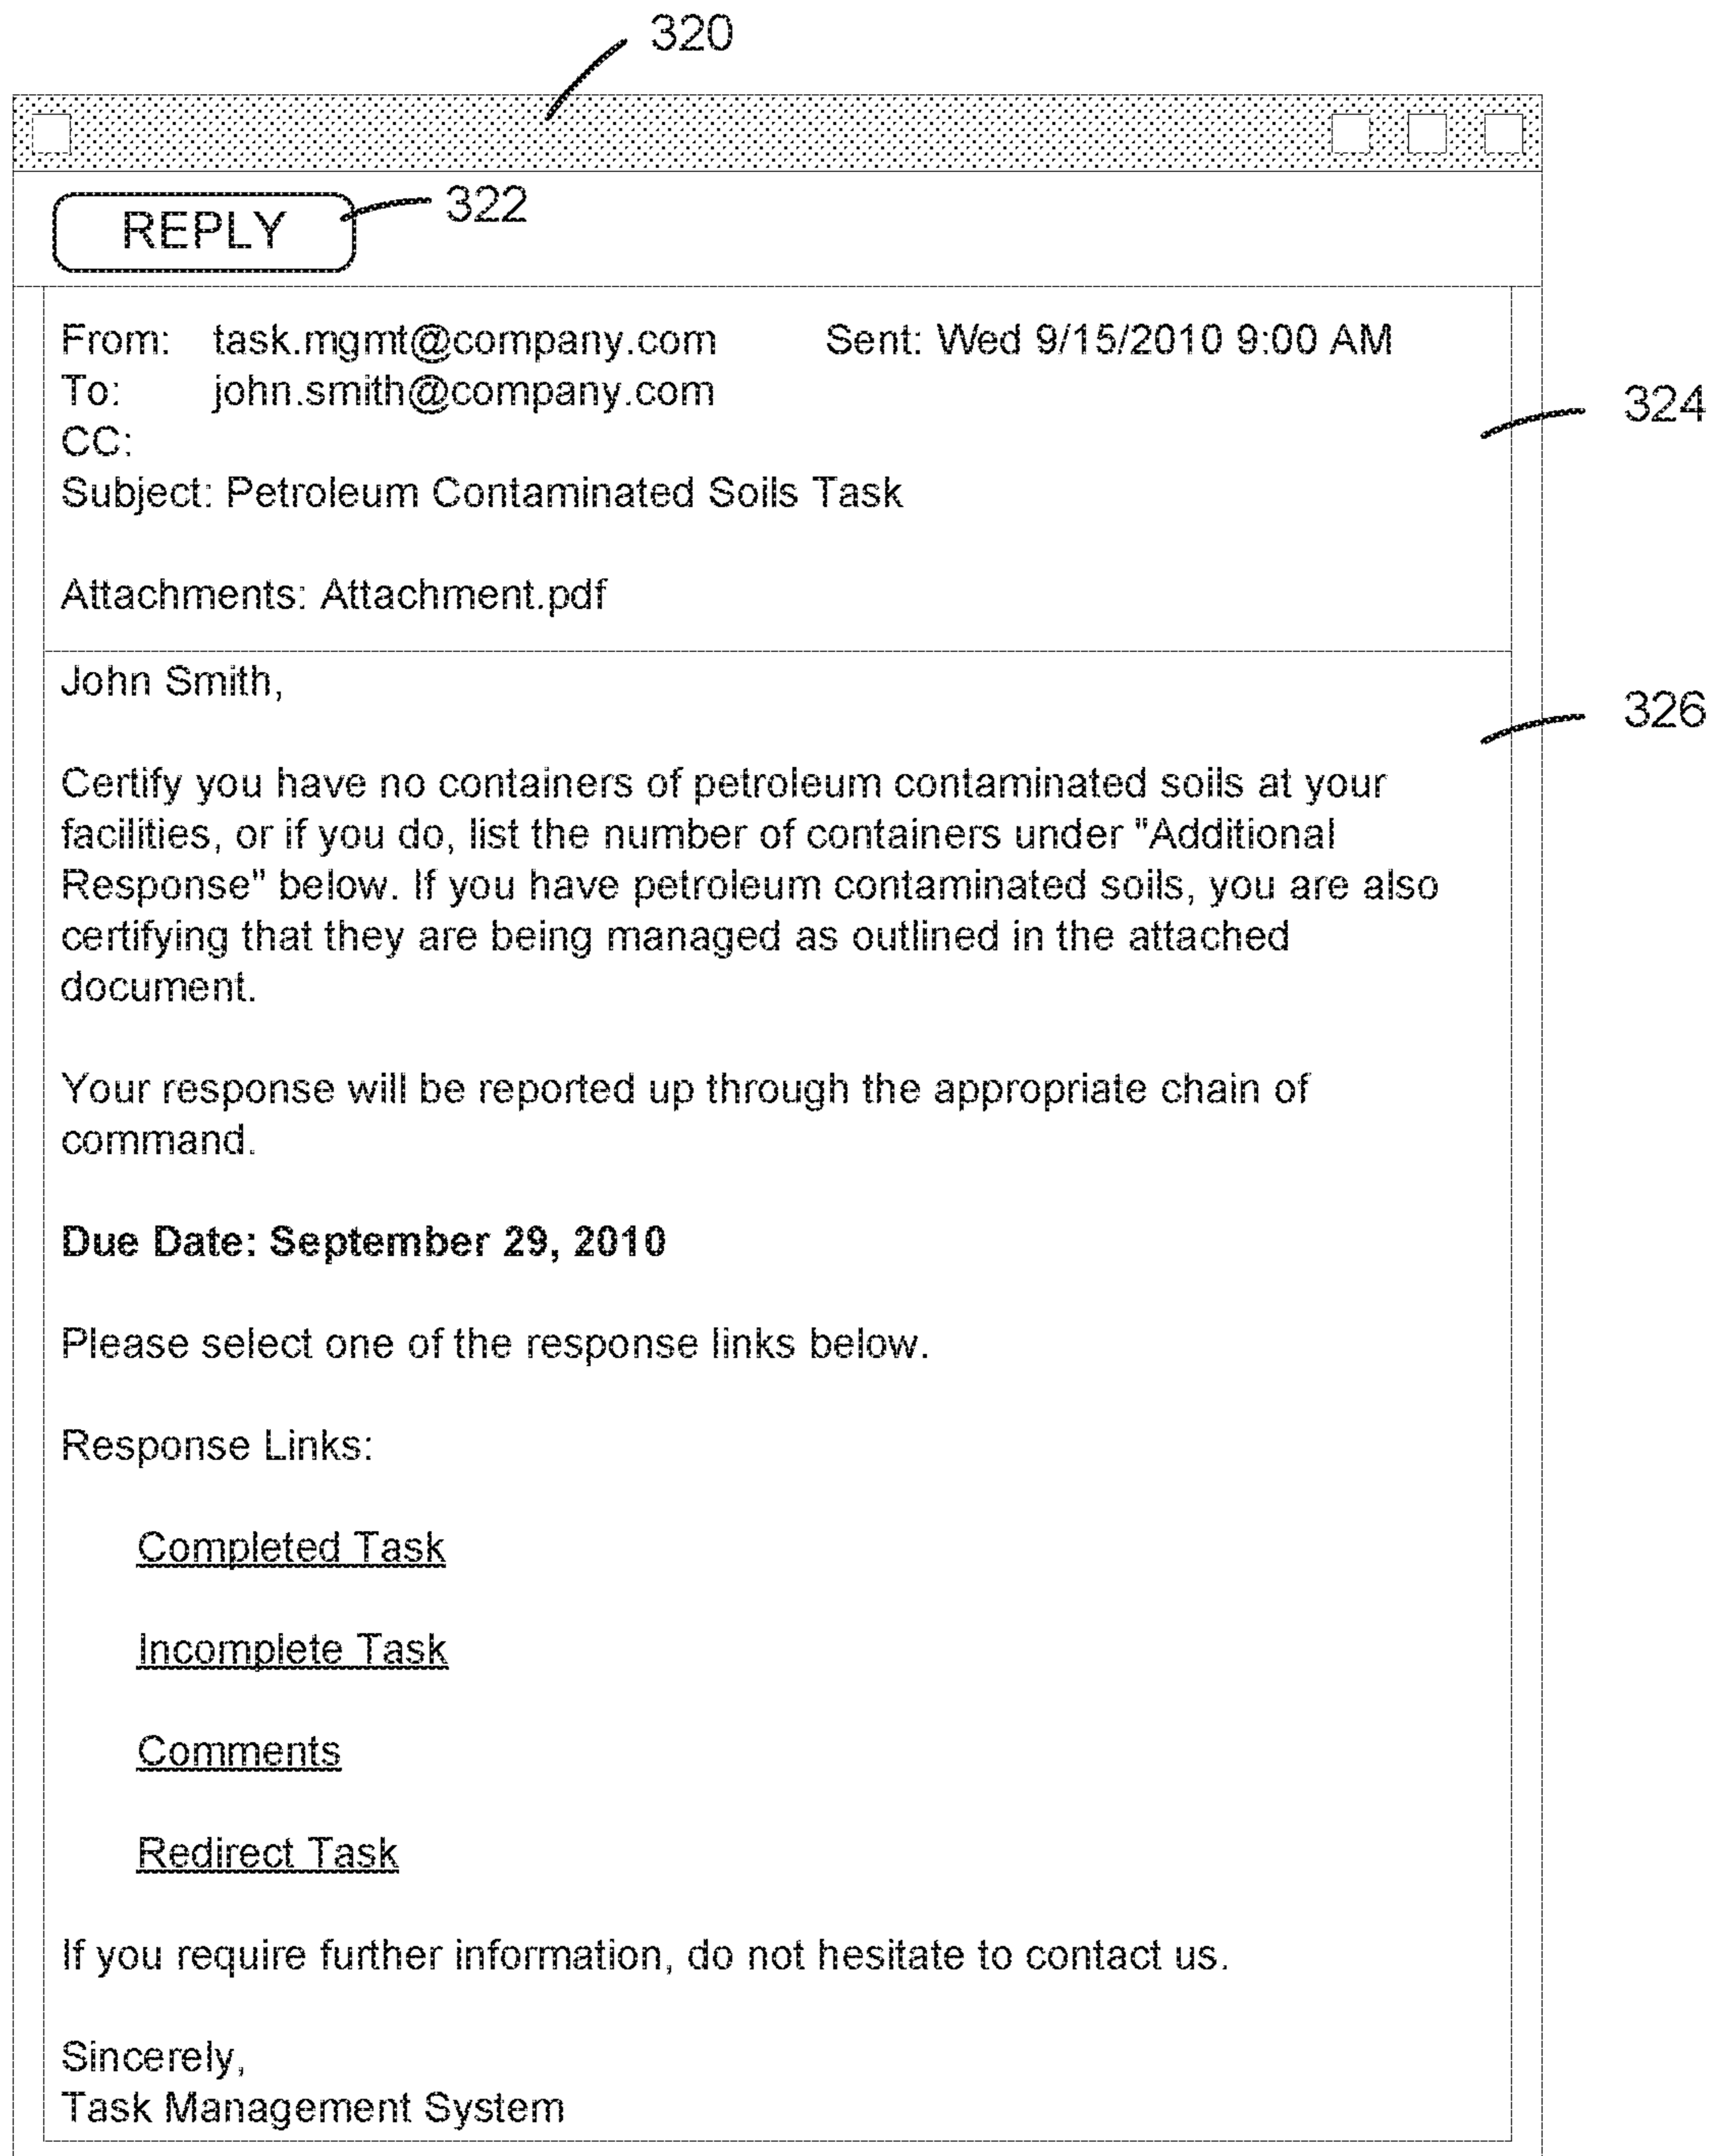 320
REPLY 322
From: task.mgmt@company.com Sent: Wed 9/15/2010 9:00 AM
To: john.smith@company.com
324
CC:
Subject: Petroleum Contaminated Soils Task
Attachments: Attachment.pdf
John Smith,
326
Certify you have no containers of petroleum contaminated soils at your
facilities, or if you do, list the number of containers under "Additional
Response" below. If you have petroleum contaminated soils, you are also
certifying that they are being managed as outlined in the attached
document.
Your response will be reported up through the appropriate chain of
command.
Due Date: September 29, 2010
Please select one of the response links below.
Response Links:
Completed Task
Incomplete Task
Comments
Redirect Task
If you require further information, do not hesitate to contact us.
Sincerely,
Task Management System